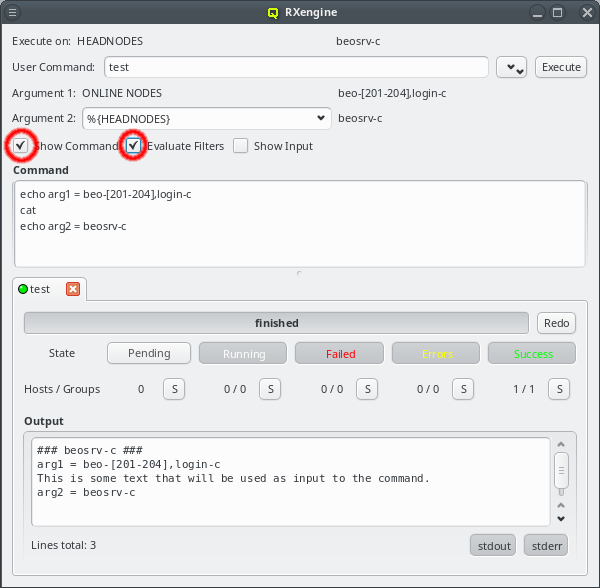 RXengine
Execute on: HEADNODES beosrv-c
User Command: test Execute
Argument 1: ONLINE NODES beo-[201-204],login-c
Argument 2: %{HEADNODES} beosrv-c
Show Command Evaluate Filters Show Input
Command
echo arg1 = beo-[201-204],login-c
cat
echo arg2 = beosrv-c
test
finished Redo
State Pending Running Failed Errors Success
Hosts / Groups 0 S 0 / 0 S 0 / 0 S 0 / 0 S 1 / 1 S
Output
### beosrv-c ###
arg1 = beo-[201-204],login-c
This is some text that will be used as input to the command.
arg2 = beosrv-c
Lines total: 3 stdout stderr